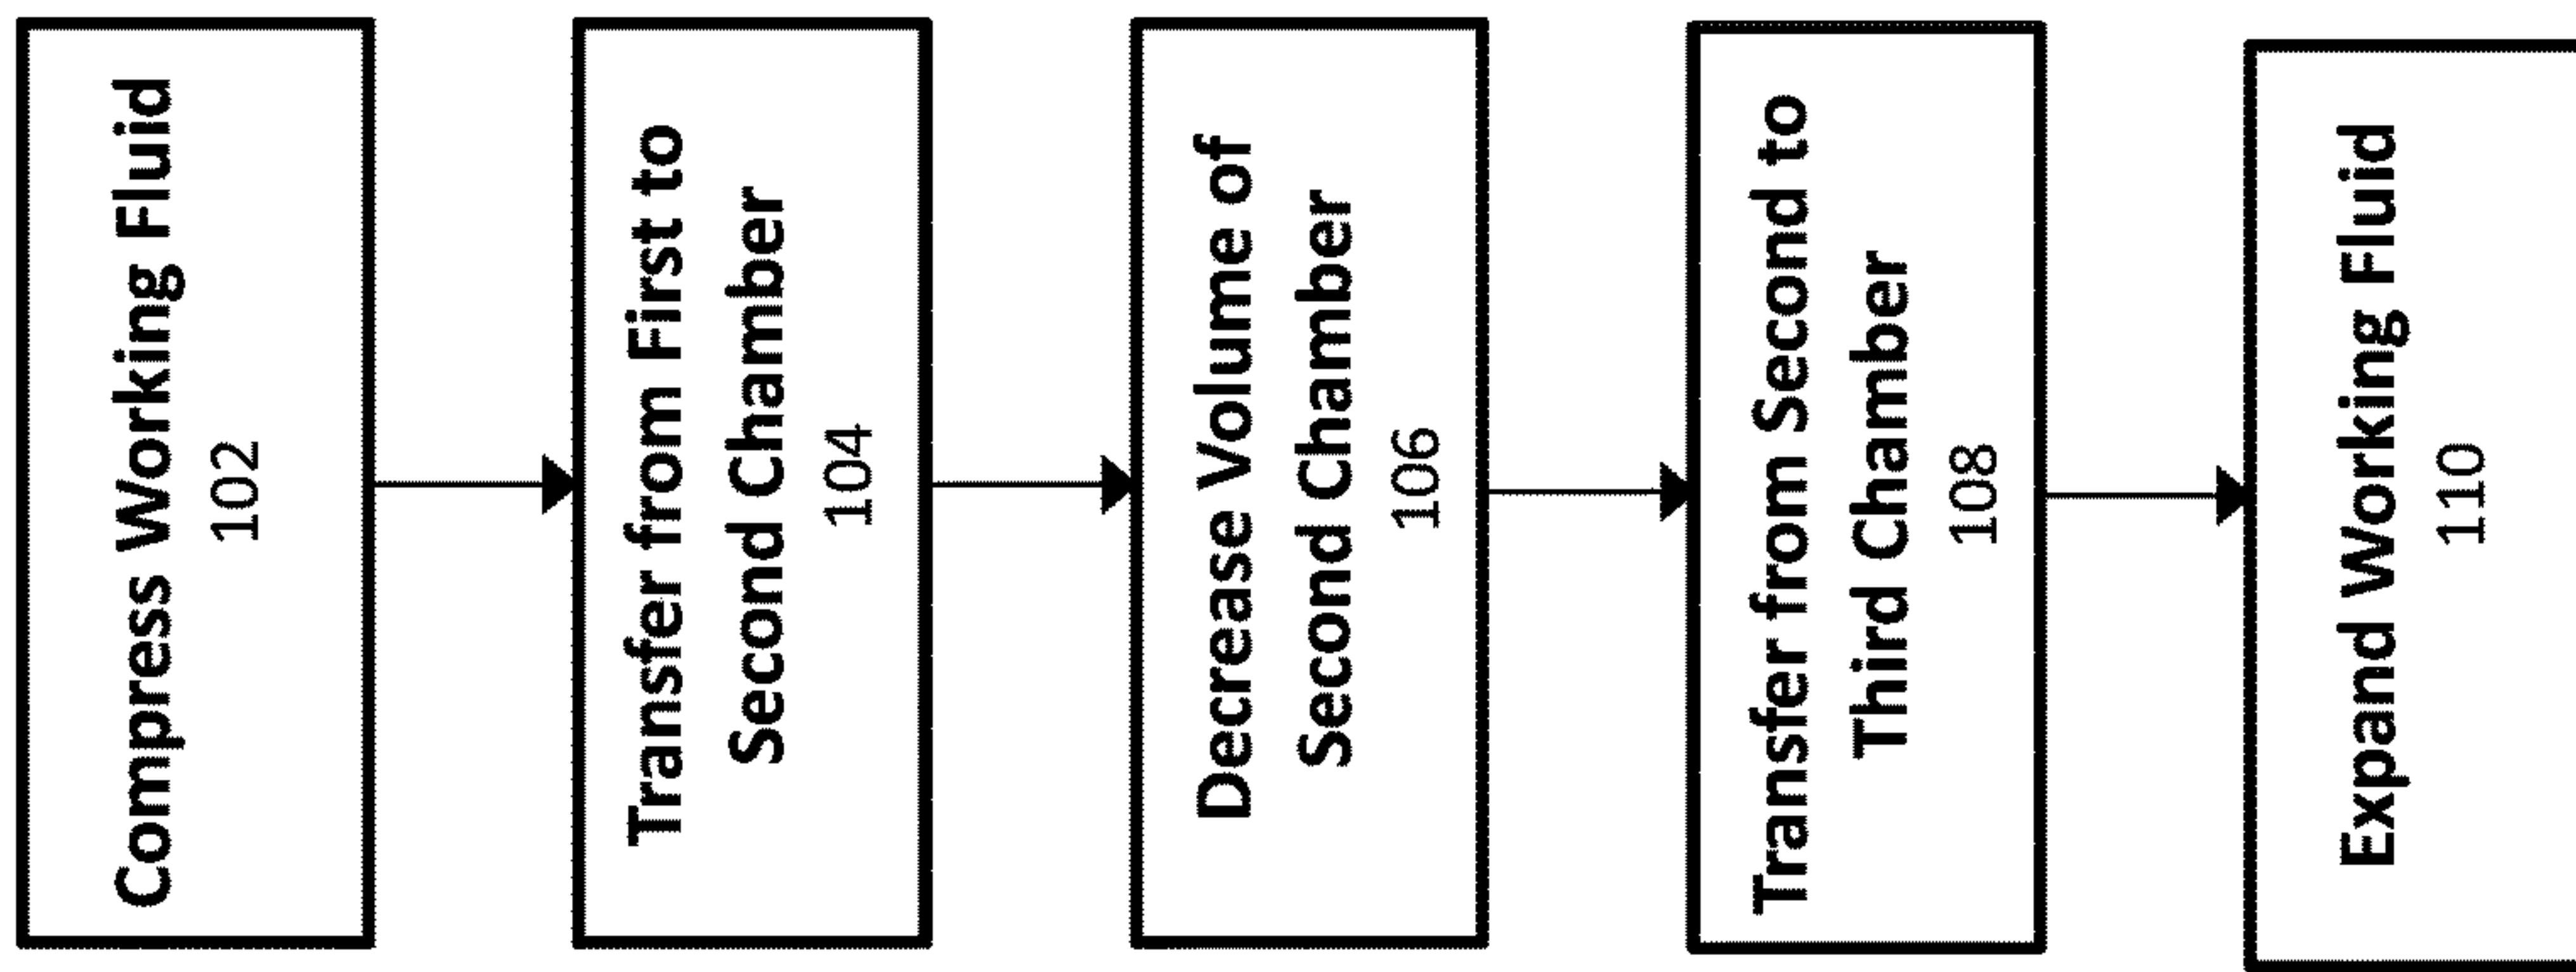 Compress Working Fluid
102
Transfer from First to
Second Chamber
104
Decrease Volume of
Second Chamber
106
Transfer from Second to
Third Chamber
108
Expand Working Fluid
110